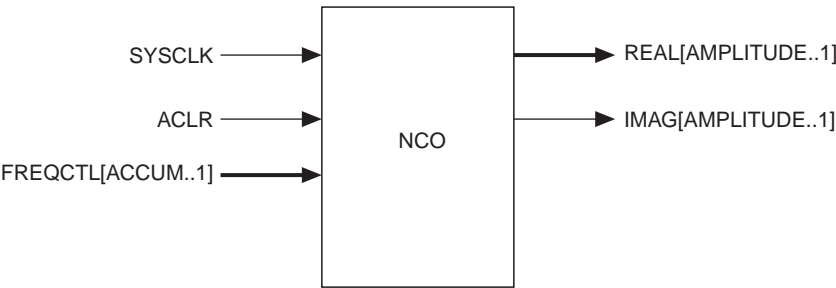 SYSCLK
ACLR
FREQCTL[ACCUM..1]
NCO
REAL[AMPLITUDE..1]
IMAG[AMPLITUDE..1]